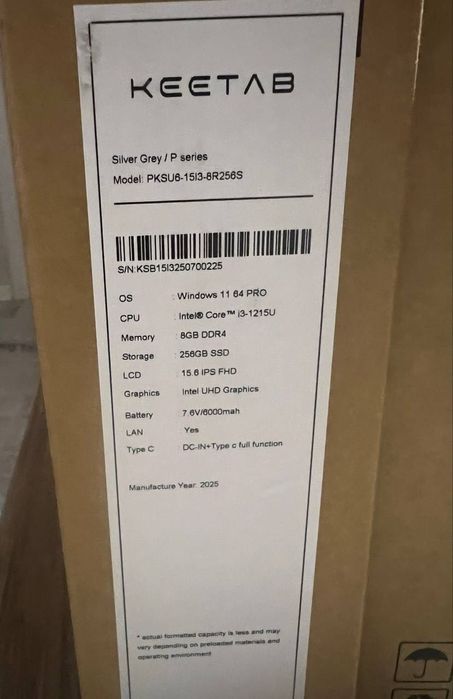 KEETAB
Silver Grey / P series
Model: PKSU6-15I3-8R256S
S/N:KSB15I3250700225
OS : Windows 11 64 PRO
CPU : Intel® Core™ i3-1215U
Memory : 8GB DDR4
Storage : 256GB SSD
LCD : 15.6 IPS FHD
Graphics : Intel UHD Graphics
Battery : 7.6V/6000mah
LAN : Yes
Type C : DC-IN+Type c full function
Manufacture Year: 2025
* actual formatted capacity is less and may
vary depending on preloaded materials and
operating environment